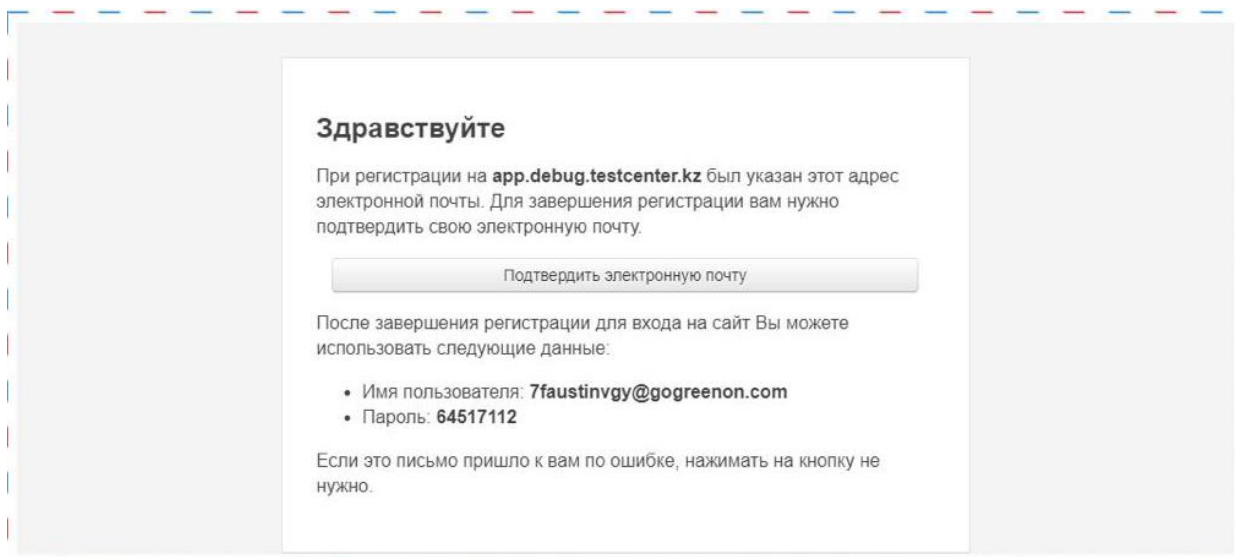 Здравствуйте
При регистрации на app.debug.testcenter.kz был указан этот адрес
электронной почты. Для завершения регистрации вам нужно
подтвердить свою электронную почту.
Подтвердить электронную почту
После завершения регистрации для входа на сайт Вы можете
использовать следующие данные:
• Имя пользователя: 7faustinvgy@gogreenon.com
• Пароль: 64517112
Если это письмо пришло к вам по ошибке, нажимать на кнопку не
нужно.